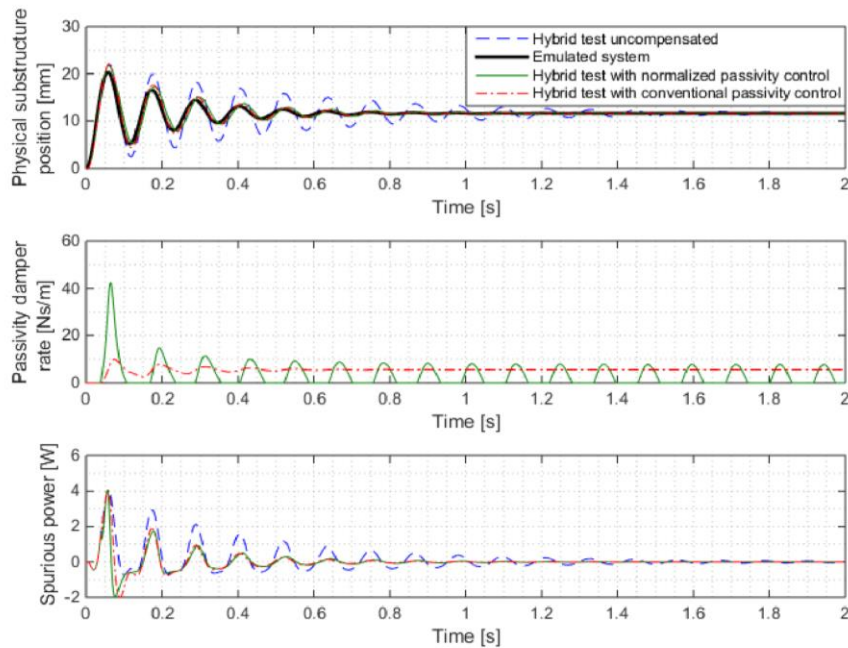 30
20
10
0
Physical substructure
position [mm]
Hybrid test uncompensated
Emulated system
Hybrid test with normalized passivity control
Hybrid test with conventional passivity control
0 0.2 0.4 0.6 0.8 1 1.2 1.4 1.6 1.8 2
Time [s]
60
40
20
0
Passivity damper
rate [Ns/m]
0 0.2 0.4 0.6 0.8 1 1.2 1.4 1.6 1.8 2
Time [s]
6
4
2
0
-2
Spurious power [W]
0 0.2 0.4 0.6 0.8 1 1.2 1.4 1.6 1.8 2
Time [s]